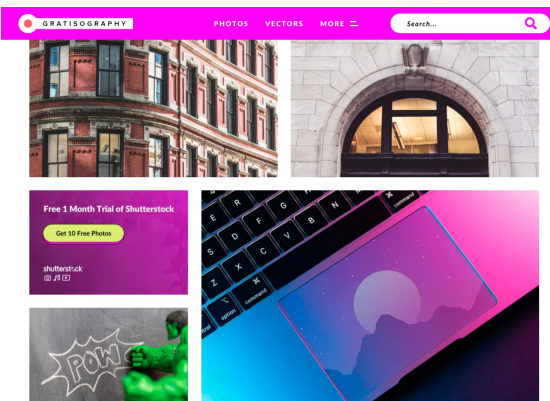 GRATISOGRAPHY
PHOTOS VECTORS MORE
Search...
Free 1 Month Trial of Shutterstock
Get 10 Free Photos
shutterstock
E R
D F G
S X C V B N ⌘
command
Z
⌘
⌥ command
option
POW